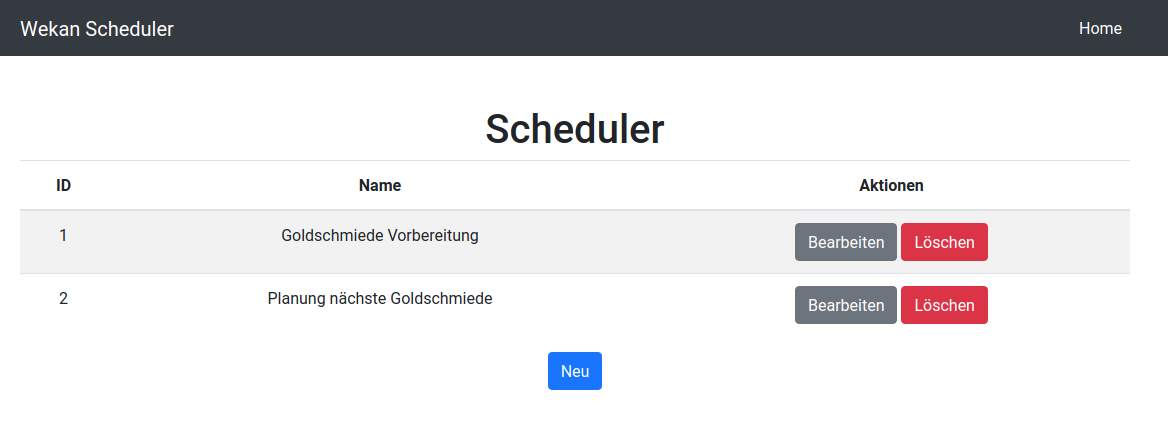 Wekan Scheduler Home
Scheduler
ID Name Aktionen
1 Goldschmiede Vorbereitung Bearbeiten Löschen
2 Planung nächste Goldschmiede Bearbeiten Löschen
Neu